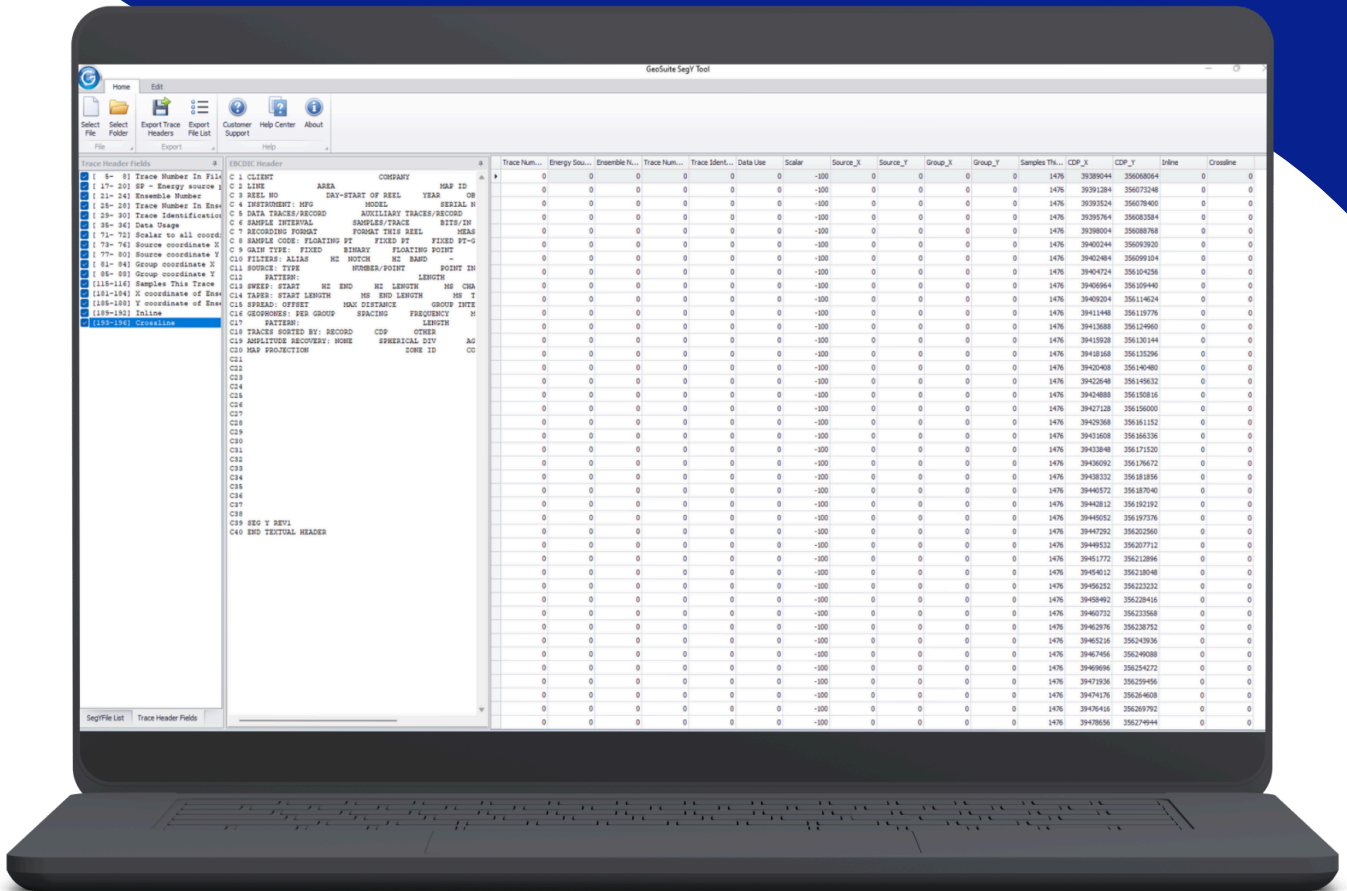 GeoSuite SegY Tool
Home Edit
Select File
Select Folder
Export Trace Headers
Export File List
Customer Support
Help Center
About
File Export Help
Trace Header Fields
[ 5- 8] Trace Number In File
[ 17- 20] SP - Energy source p
[ 21- 24] Ensemble Number
[ 25- 28] Trace Number In Ense
[ 29- 30] Trace Identification
[ 35- 36] Data Usage
[ 71- 72] Scalar to all coordi
[ 73- 76] Source coordinate X
[ 77- 80] Source coordinate Y
[ 81- 84] Group coordinate X
[ 85- 88] Group coordinate Y
[115-116] Samples This Trace
[181-184] X coordinate of Ense
[185-188] Y coordinate of Ense
[189-192] Inline
[193-196] Crossline
SegYFile List Trace Header Fields
EBCDIC Header
C 1 CLIENT COMPANY
C 2 LINE AREA MAP ID
C 3 REEL NO DAY-START OF REEL YEAR OB
C 4 INSTRUMENT: MFG MODEL SERIAL N
C 5 DATA TRACES/RECORD AUXILIARY TRACES/RECORD
C 6 SAMPLE INTERVAL SAMPLES/TRACE BITS/IN
C 7 RECORDING FORMAT FORMAT THIS REEL MEAS
C 8 SAMPLE CODE: FLOATING PT FIXED PT FIXED PT-G
C 9 GAIN TYPE: FIXED BINARY FLOATING POINT
C10 FILTERS: ALIAS HZ NOTCH HZ BAND -
C11 SOURCE: TYPE NUMBER/POINT POINT IN
C12 PATTERN: LENGTH
C13 SWEEP: START HZ END HZ LENGTH MS CHA
C14 TAPER: START LENGTH MS END LENGTH MS T
C15 SPREAD: OFFSET MAX DISTANCE GROUP INTE
C16 GEOPHONES: PER GROUP SPACING FREQUENCY M
C17 PATTERN: LENGTH
C18 TRACES SORTED BY: RECORD CDP OTHER
C19 AMPLITUDE RECOVERY: NONE SPHERICAL DIV AG
C20 MAP PROJECTION ZONE ID CO
C21
C22
C23
C24
C25
C26
C27
C28
C29
C30
C31
C32
C33
C34
C35
C36
C37
C38
C39 SEG Y REV1
C40 END TEXTUAL HEADER
Trace Num... Energy Sou... Ensemble N... Trace Num... Trace Ident... Data Use Scalar Source_X Source_Y Group_X Group_Y Samples Thi... CDP_X CDP_Y Inline Crossline
0 0 0 0 0 0 -100 0 0 0 0 1476 39389044 356068064 0 0
0 0 0 0 0 0 -100 0 0 0 0 1476 39391284 356073248 0 0
0 0 0 0 0 0 -100 0 0 0 0 1476 39393524 356078400 0 0
0 0 0 0 0 0 -100 0 0 0 0 1476 39395764 356083584 0 0
0 0 0 0 0 0 -100 0 0 0 0 1476 39398004 356088768 0 0
0 0 0 0 0 0 -100 0 0 0 0 1476 39400244 356093920 0 0
0 0 0 0 0 0 -100 0 0 0 0 1476 39402484 356099104 0 0
0 0 0 0 0 0 -100 0 0 0 0 1476 39404724 356104256 0 0
0 0 0 0 0 0 -100 0 0 0 0 1476 39406964 356109440 0 0
0 0 0 0 0 0 -100 0 0 0 0 1476 39409204 356114624 0 0
0 0 0 0 0 0 -100 0 0 0 0 1476 39411448 356119776 0 0
0 0 0 0 0 0 -100 0 0 0 0 1476 39413688 356124960 0 0
0 0 0 0 0 0 -100 0 0 0 0 1476 39415928 356130144 0 0
0 0 0 0 0 0 -100 0 0 0 0 1476 39418168 356135296 0 0
0 0 0 0 0 0 -100 0 0 0 0 1476 39420408 356140480 0 0
0 0 0 0 0 0 -100 0 0 0 0 1476 39422648 356145632 0 0
0 0 0 0 0 0 -100 0 0 0 0 1476 39424888 356150816 0 0
0 0 0 0 0 0 -100 0 0 0 0 1476 39427128 356156000 0 0
0 0 0 0 0 0 -100 0 0 0 0 1476 39429368 356161152 0 0
0 0 0 0 0 0 -100 0 0 0 0 1476 39431608 356166336 0 0
0 0 0 0 0 0 -100 0 0 0 0 1476 39433848 356171520 0 0
0 0 0 0 0 0 -100 0 0 0 0 1476 39436092 356176672 0 0
0 0 0 0 0 0 -100 0 0 0 0 1476 39438332 356181856 0 0
0 0 0 0 0 0 -100 0 0 0 0 1476 39440572 356187040 0 0
0 0 0 0 0 0 -100 0 0 0 0 1476 39442812 356192192 0 0
0 0 0 0 0 0 -100 0 0 0 0 1476 39445052 356197376 0 0
0 0 0 0 0 0 -100 0 0 0 0 1476 39447292 356202560 0 0
0 0 0 0 0 0 -100 0 0 0 0 1476 39449532 356207712 0 0
0 0 0 0 0 0 -100 0 0 0 0 1476 39451772 356212896 0 0
0 0 0 0 0 0 -100 0 0 0 0 1476 39454012 356218048 0 0
0 0 0 0 0 0 -100 0 0 0 0 1476 39456252 356223232 0 0
0 0 0 0 0 0 -100 0 0 0 0 1476 39458492 356228416 0 0
0 0 0 0 0 0 -100 0 0 0 0 1476 39460732 356233568 0 0
0 0 0 0 0 0 -100 0 0 0 0 1476 39462976 356238752 0 0
0 0 0 0 0 0 -100 0 0 0 0 1476 39465216 356243936 0 0
0 0 0 0 0 0 -100 0 0 0 0 1476 39467456 356249088 0 0
0 0 0 0 0 0 -100 0 0 0 0 1476 39469696 356254272 0 0
0 0 0 0 0 0 -100 0 0 0 0 1476 39471936 356259456 0 0
0 0 0 0 0 0 -100 0 0 0 0 1476 39474176 356264608 0 0
0 0 0 0 0 0 -100 0 0 0 0 1476 39476416 356269792 0 0
0 0 0 0 0 0 -100 0 0 0 0 1476 39478656 356274944 0 0